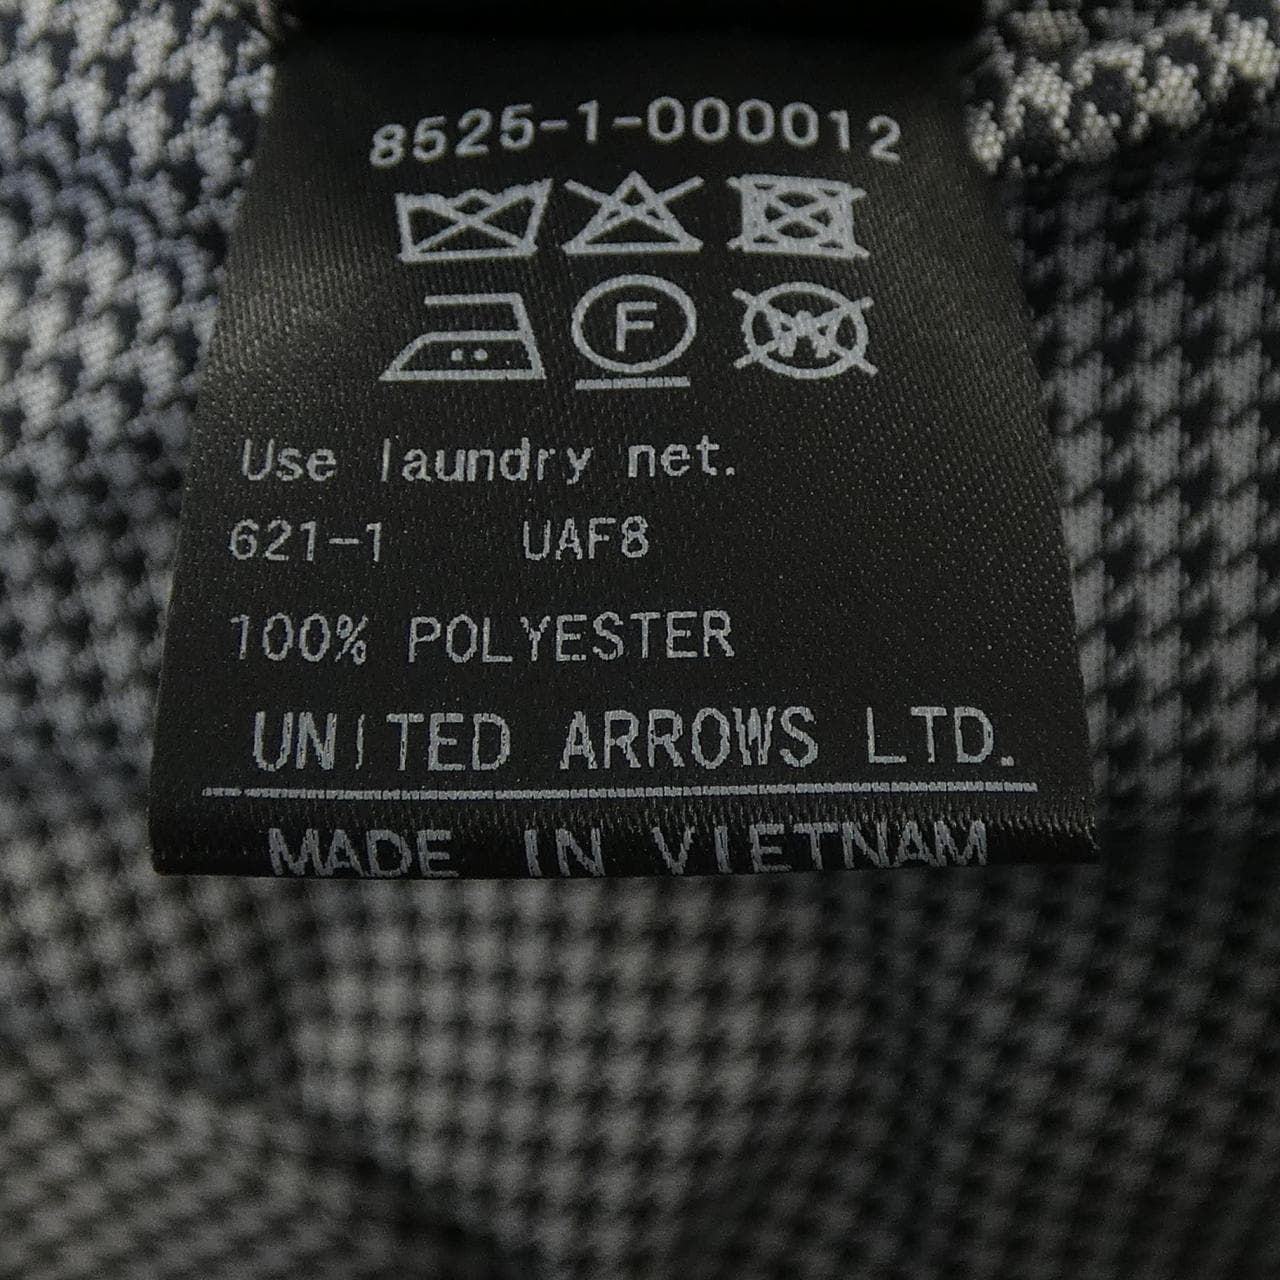 8525-1-000012
F
W
Use laundry net.
621-1 UAF8
100% POLYESTER
UNITED ARROWS LTD.
MADE IN VIETNAM